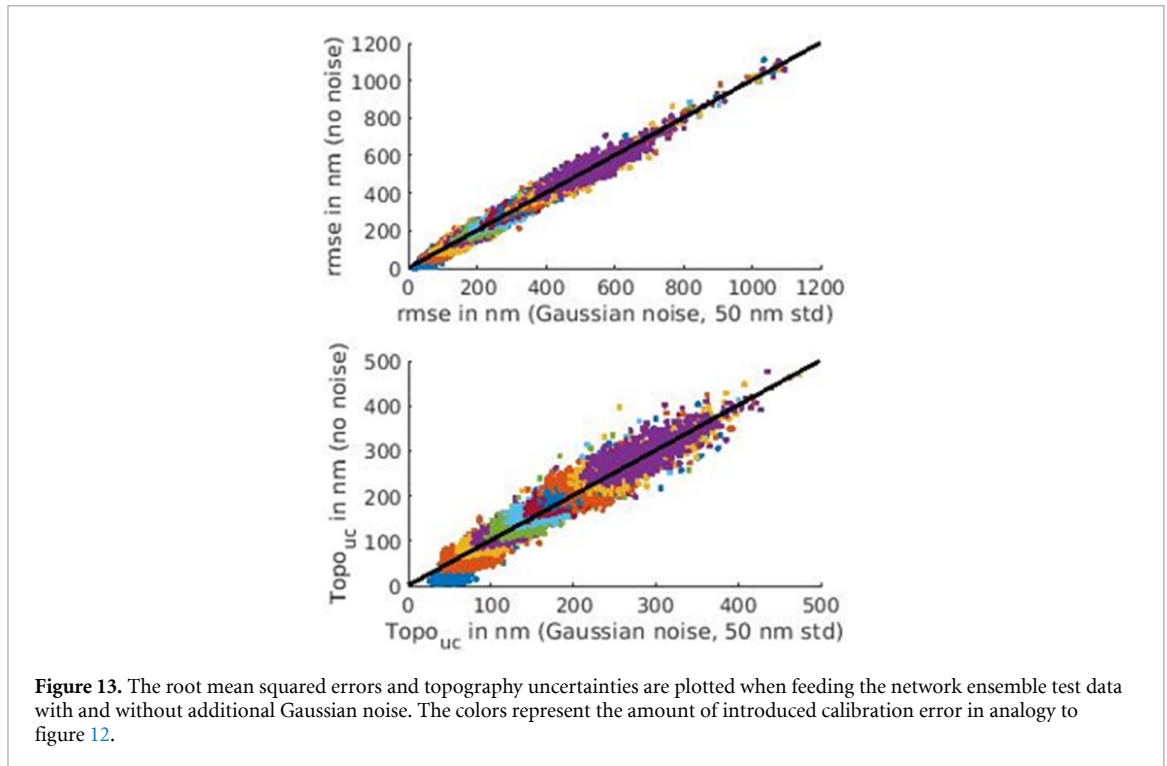 1200
1000
800
600
400
200
0
rmse in nm (no noise)
0 200 400 600 800 1000 1200
rmse in nm (Gaussian noise, 50 nm std)
500
400
300
200
100
0
Topo_uc in nm (no noise)
0 100 200 300 400 500
Topo_uc in nm (Gaussian noise, 50 nm std)
Figure 13. The root mean squared errors and topography uncertainties are plotted when feeding the network ensemble test data
with and without additional Gaussian noise. The colors represent the amount of introduced calibration error in analogy to
figure 12.